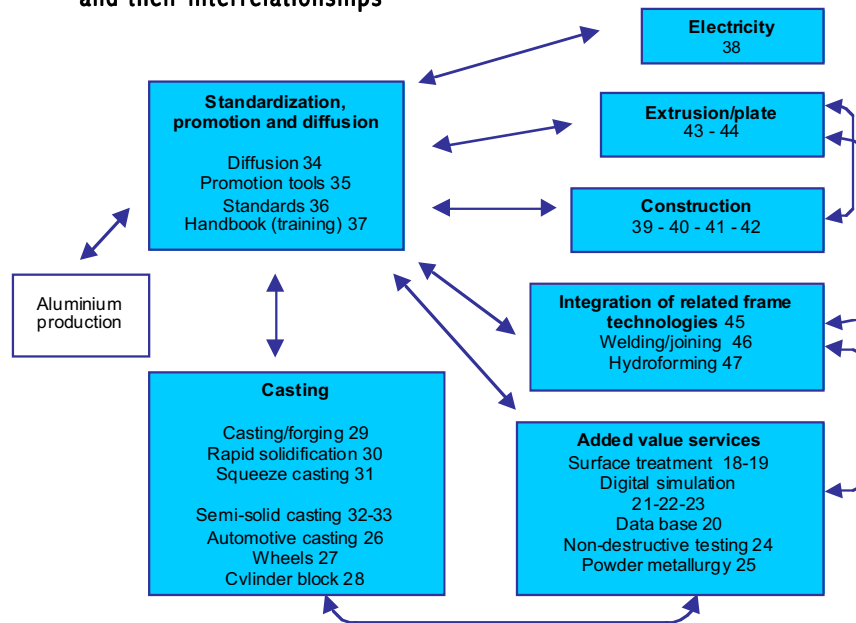 and their interrelationships
Electricity
38
Standardization,
promotion and diffusion
Diffusion 34
Promotion tools 35
Standards 36
Handbook (training) 37
Extrusion/plate
43 - 44
Construction
39 - 40 - 41 - 42
Aluminium
production
Integration of related frame
technologies 45
Welding/joining 46
Hydroforming 47
Casting
Casting/forging 29
Rapid solidification 30
Squeeze casting 31
Semi-solid casting 32-33
Automotive casting 26
Wheels 27
Cylinder block 28
Added value services
Surface treatment 18-19
Digital simulation
21-22-23
Data base 20
Non-destructive testing 24
Powder metallurgy 25